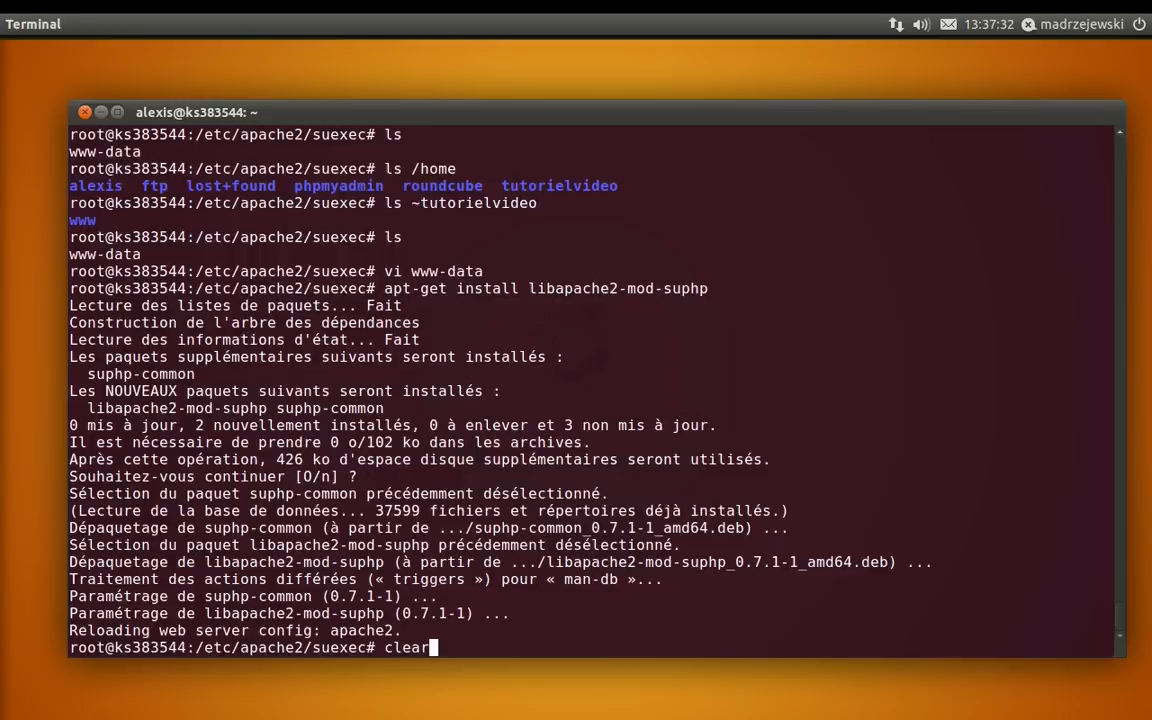 Terminal
13:37:32
madrzejewski
alexis@ks383544: ~
root@ks383544:/etc/apache2/suexec# ls
www-data
root@ks383544:/etc/apache2/suexec# ls /home
alexis  ftp  lost+found  phpmyadmin  roundcube  tutorielvideo
root@ks383544:/etc/apache2/suexec# ls ~tutorielvideo
www
root@ks383544:/etc/apache2/suexec# ls
www-data
root@ks383544:/etc/apache2/suexec# vi www-data
root@ks383544:/etc/apache2/suexec# apt-get install libapache2-mod-suphp
Lecture des listes de paquets... Fait
Construction de l'arbre des dépendances
Lecture des informations d'état... Fait
Les paquets supplémentaires suivants seront installés :
  suphp-common
Les NOUVEAUX paquets suivants seront installés :
  libapache2-mod-suphp suphp-common
0 mis à jour, 2 nouvellement installés, 0 à enlever et 3 non mis à jour.
Il est nécessaire de prendre 0 o/102 ko dans les archives.
Après cette opération, 426 ko d'espace disque supplémentaires seront utilisés.
Souhaitez-vous continuer [O/n] ?
Sélection du paquet suphp-common précédemment désélectionné.
(Lecture de la base de données... 37599 fichiers et répertoires déjà installés.)
Dépaquetage de suphp-common (à partir de .../suphp-common_0.7.1-1_amd64.deb) ...
Sélection du paquet libapache2-mod-suphp précédemment désélectionné.
Dépaquetage de libapache2-mod-suphp (à partir de .../libapache2-mod-suphp_0.7.1-1_amd64.deb) ...
Traitement des actions différées (« triggers ») pour « man-db »...
Paramétrage de suphp-common (0.7.1-1) ...
Paramétrage de libapache2-mod-suphp (0.7.1-1) ...
Reloading web server config: apache2.
root@ks383544:/etc/apache2/suexec# clear